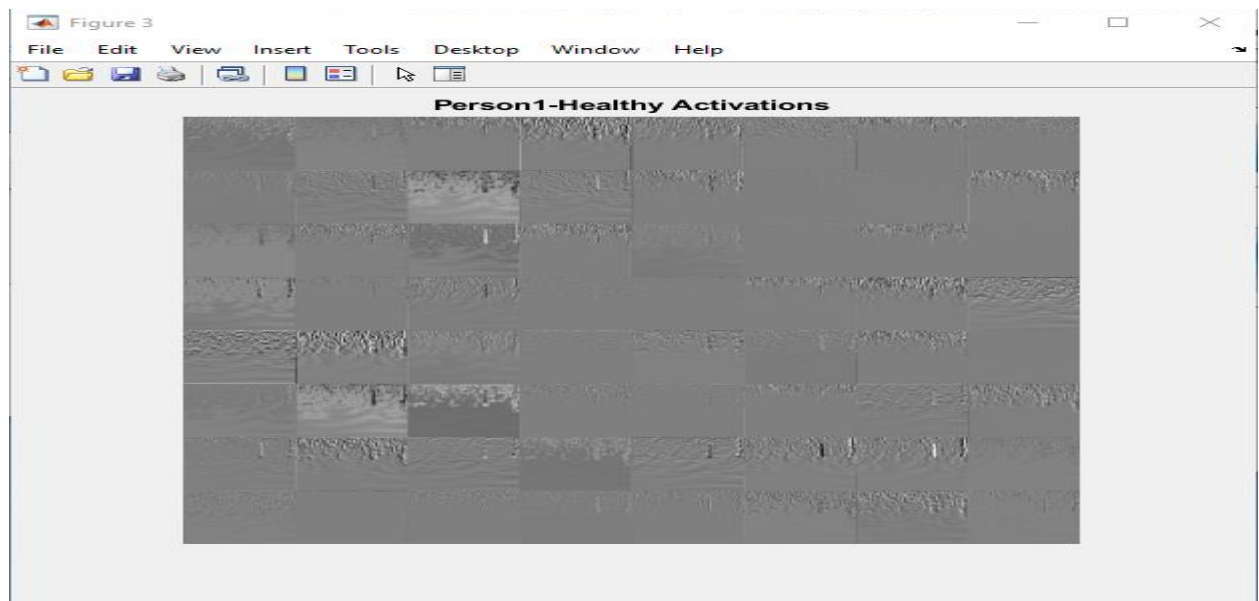 Figure 3
File Edit View Insert Tools Desktop Window Help
Person1-Healthy Activations